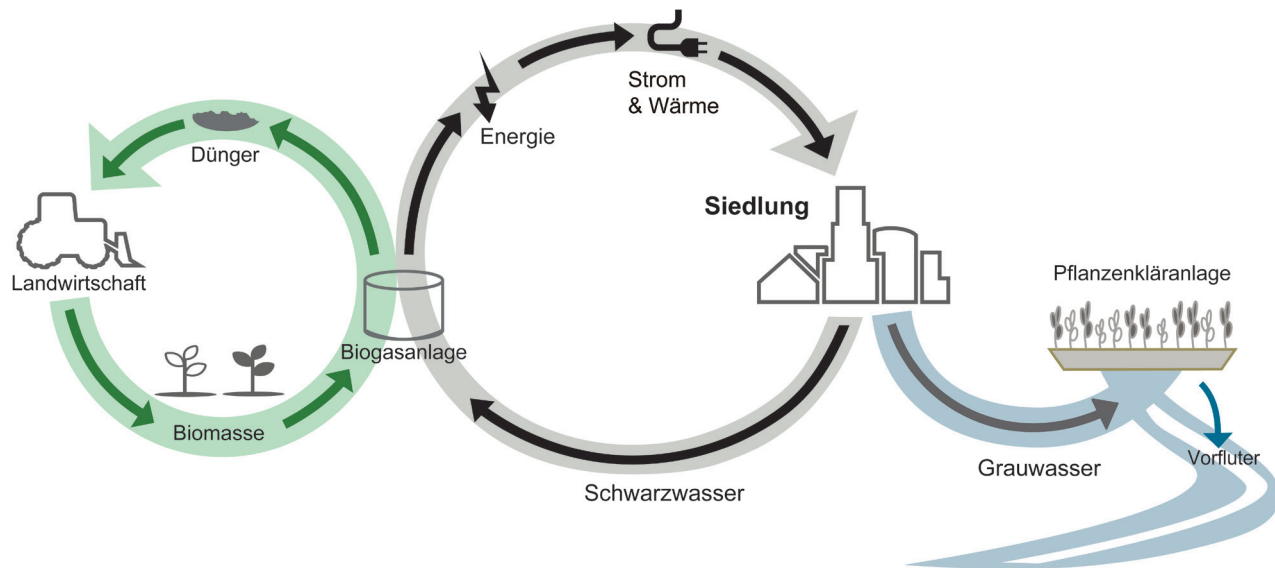 Strom
& Wärme
Energie
Dünger
Siedlung
Landwirtschaft
Pflanzenkläranlage
Biogasanlage
Biomasse
Vorfluter
Grauwasser
Schwarzwasser